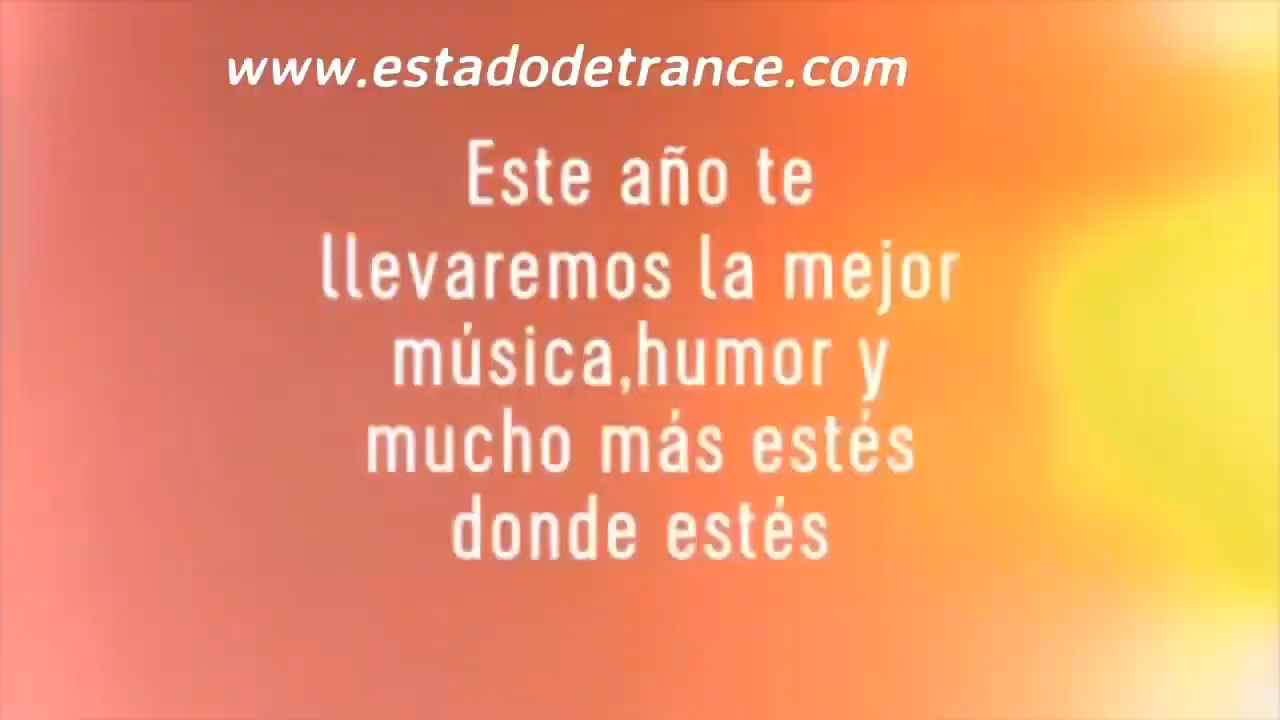 www.estadodetrance.com
Este año te
llevaremos la mejor
música,humor y
mucho más estés
donde estés